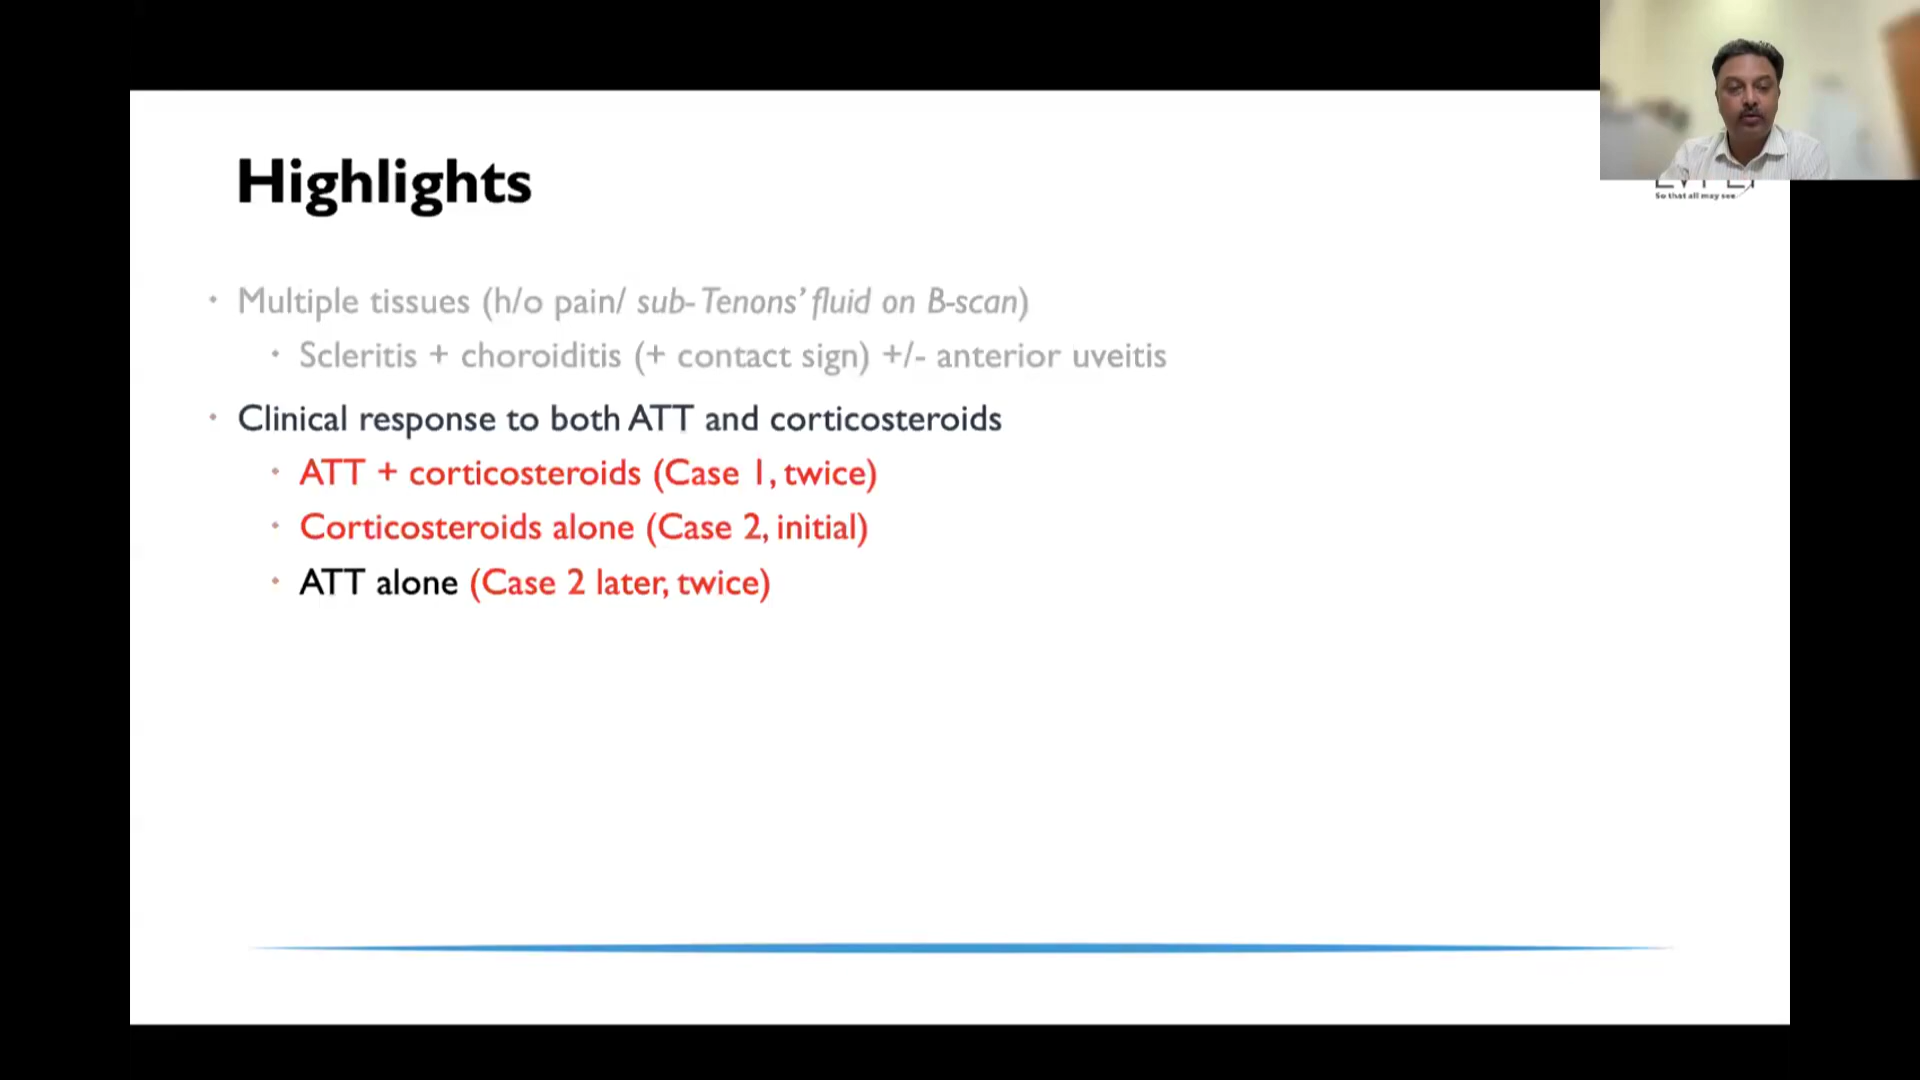 Highlights
So that all may see
• Multiple tissues (h/o pain/ sub-Tenons’ fluid on B-scan)
• Scleritis + choroiditis (+ contact sign) +/- anterior uveitis
• Clinical response to both ATT and corticosteroids
• ATT + corticosteroids (Case 1, twice)
• Corticosteroids alone (Case 2, initial)
• ATT alone (Case 2 later, twice)